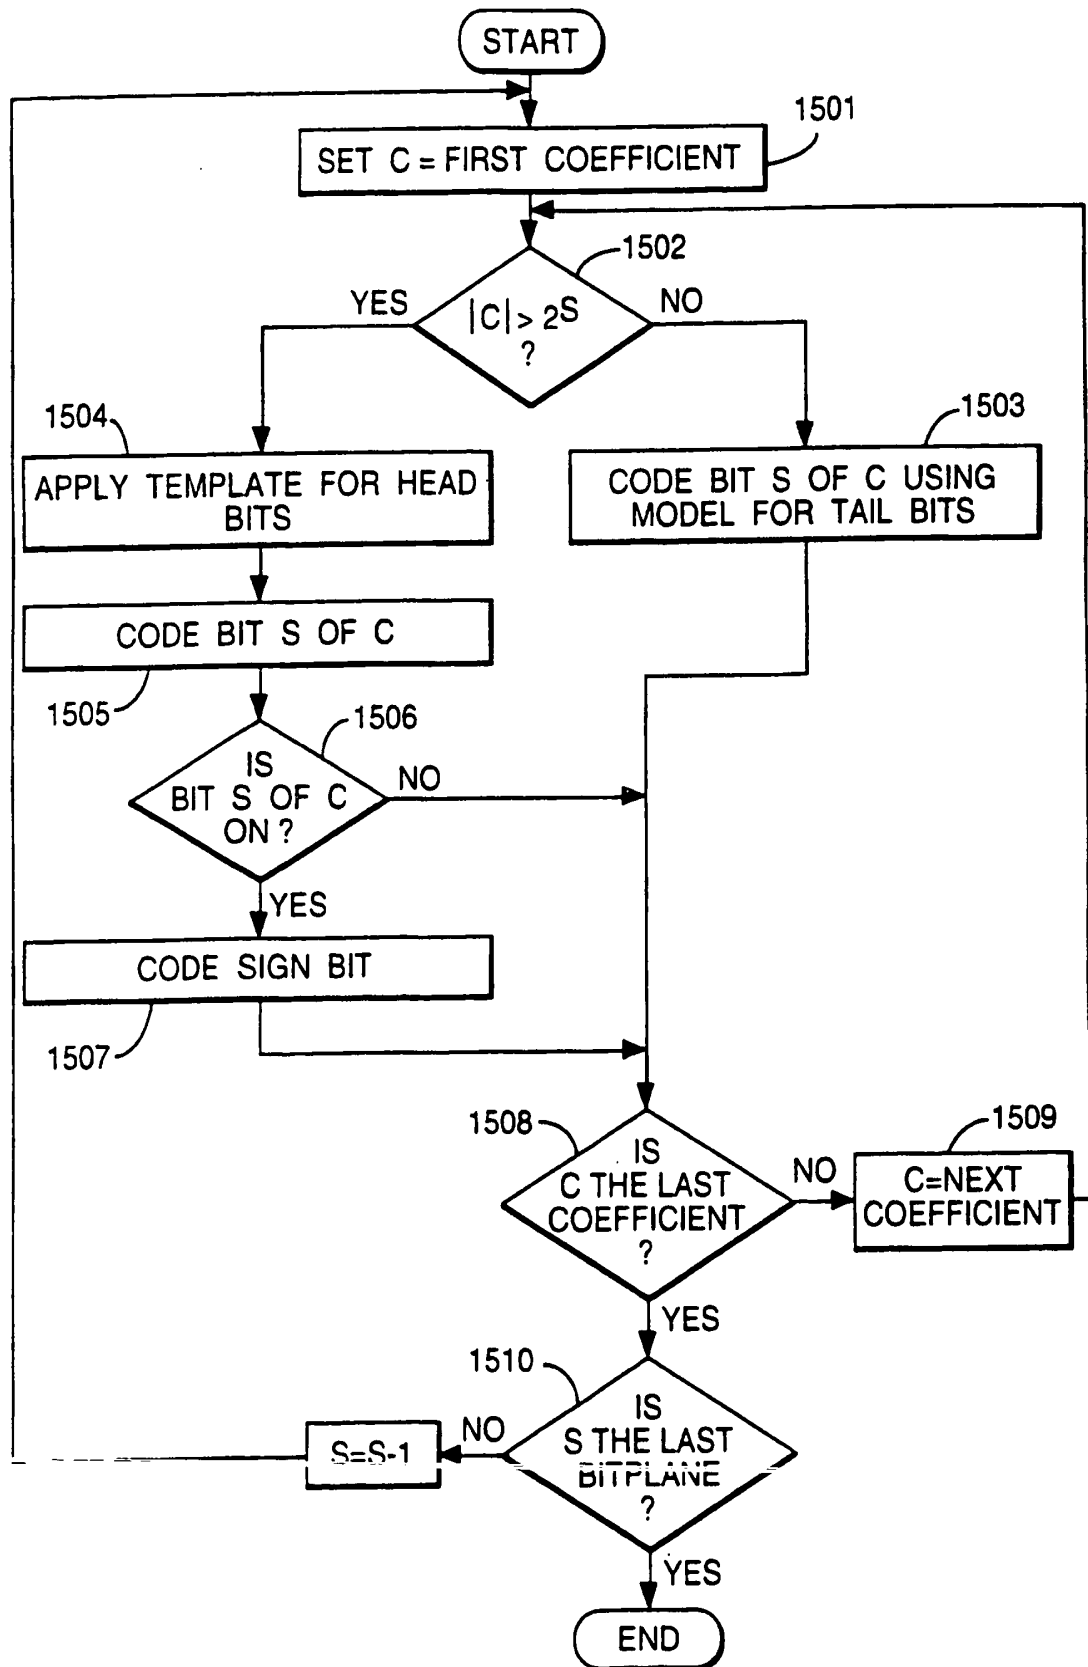 START
1501
SET C = FIRST COEFFICIENT
1502
YES
|C| > 2^S
?
NO
1504
1503
APPLY TEMPLATE FOR HEAD
BITS
CODE BIT S OF C USING
MODEL FOR TAIL BITS
CODE BIT S OF C
1505
1506
IS
BIT S OF C
ON ?
NO
YES
CODE SIGN BIT
1507
1508
IS
C THE LAST
COEFFICIENT
?
NO
1509
C=NEXT
COEFFICIENT
YES
1510
IS
S THE LAST
BITPLANE
?
NO
S=S-1
YES
END